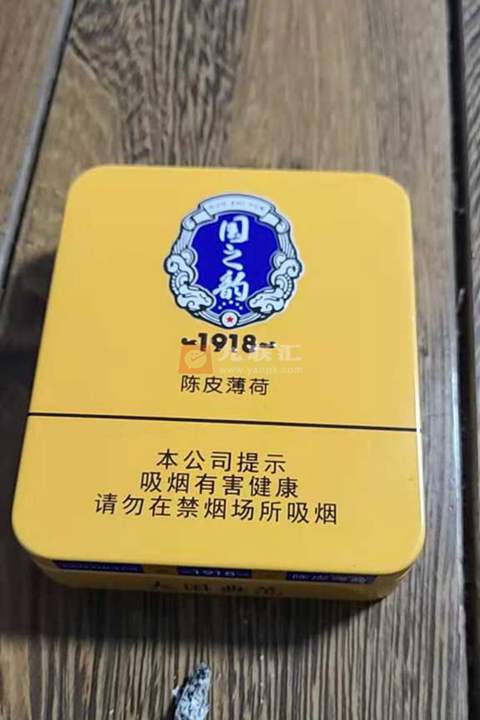 国之韵
1918
陈皮薄荷
本公司提示
吸烟有害健康
请勿在禁烟场所吸烟
1918